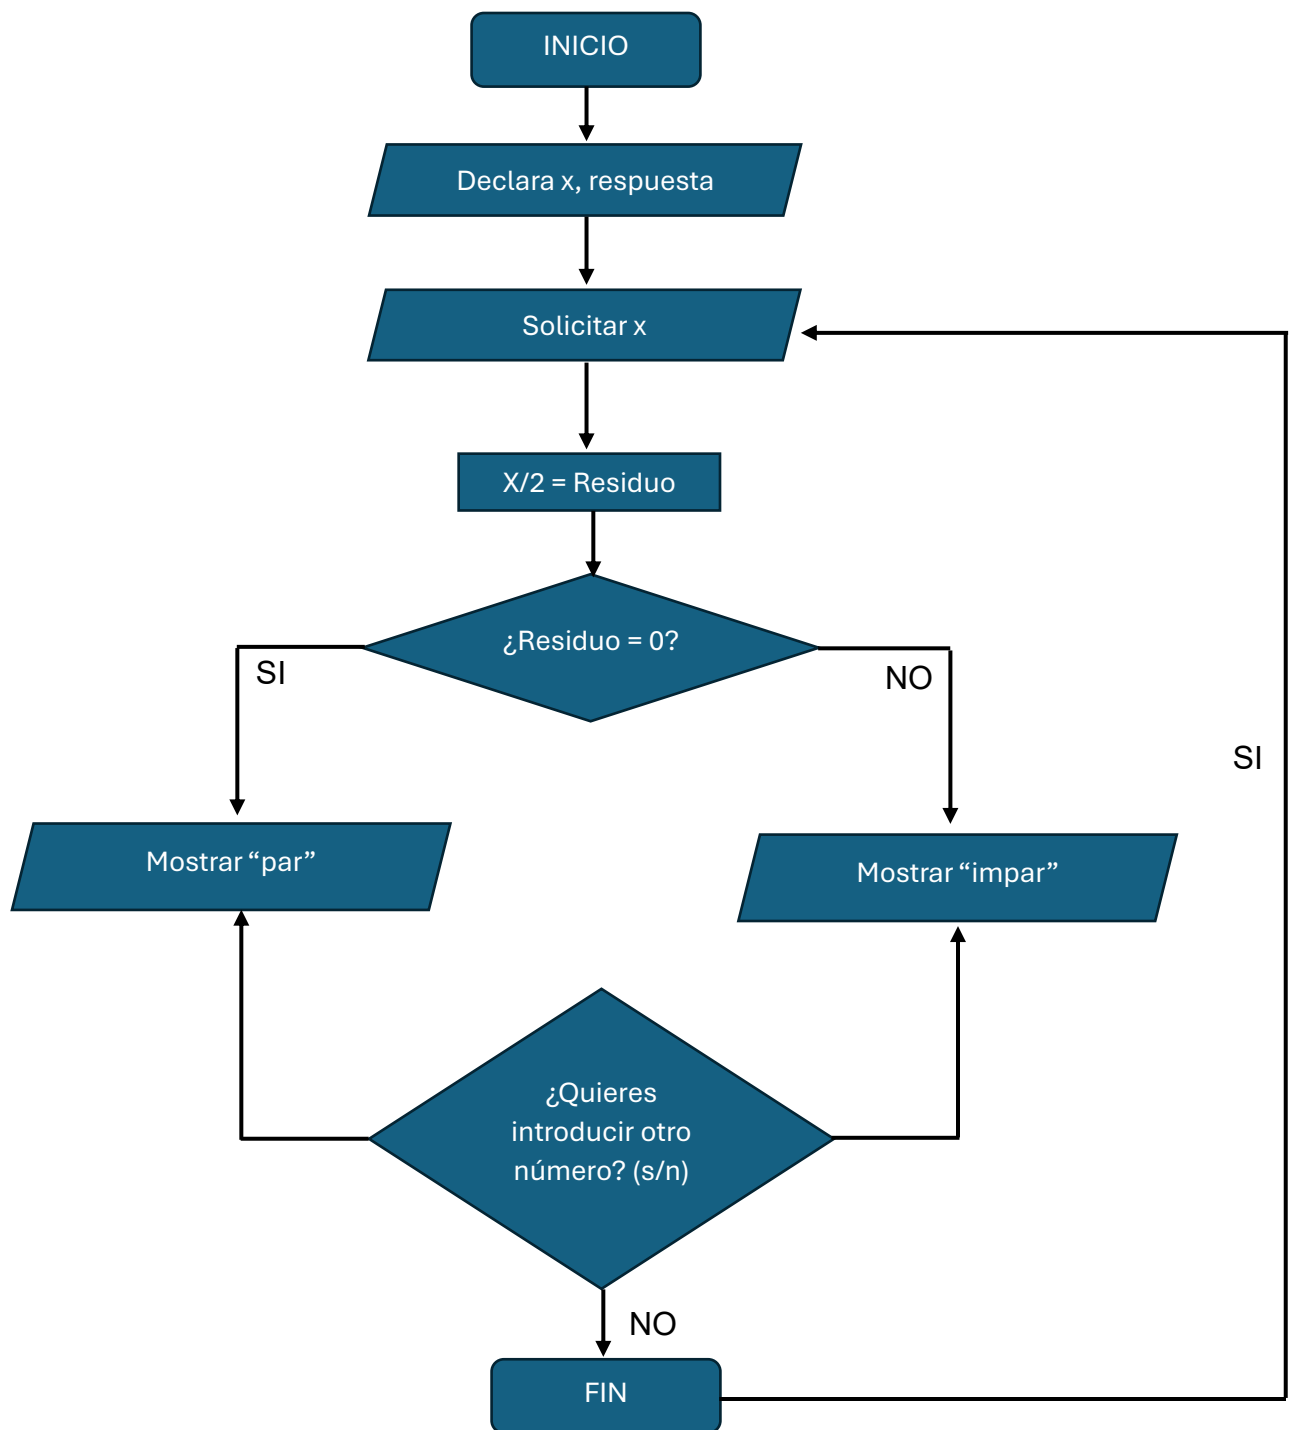 INICIO
Declara x, respuesta
Solicitar x
X/2 = Residuo
¿Residuo = 0?
SI
NO
SI
Mostrar “par”
Mostrar “impar”
¿Quieres
introducir otro
número? (s/n)
NO
FIN